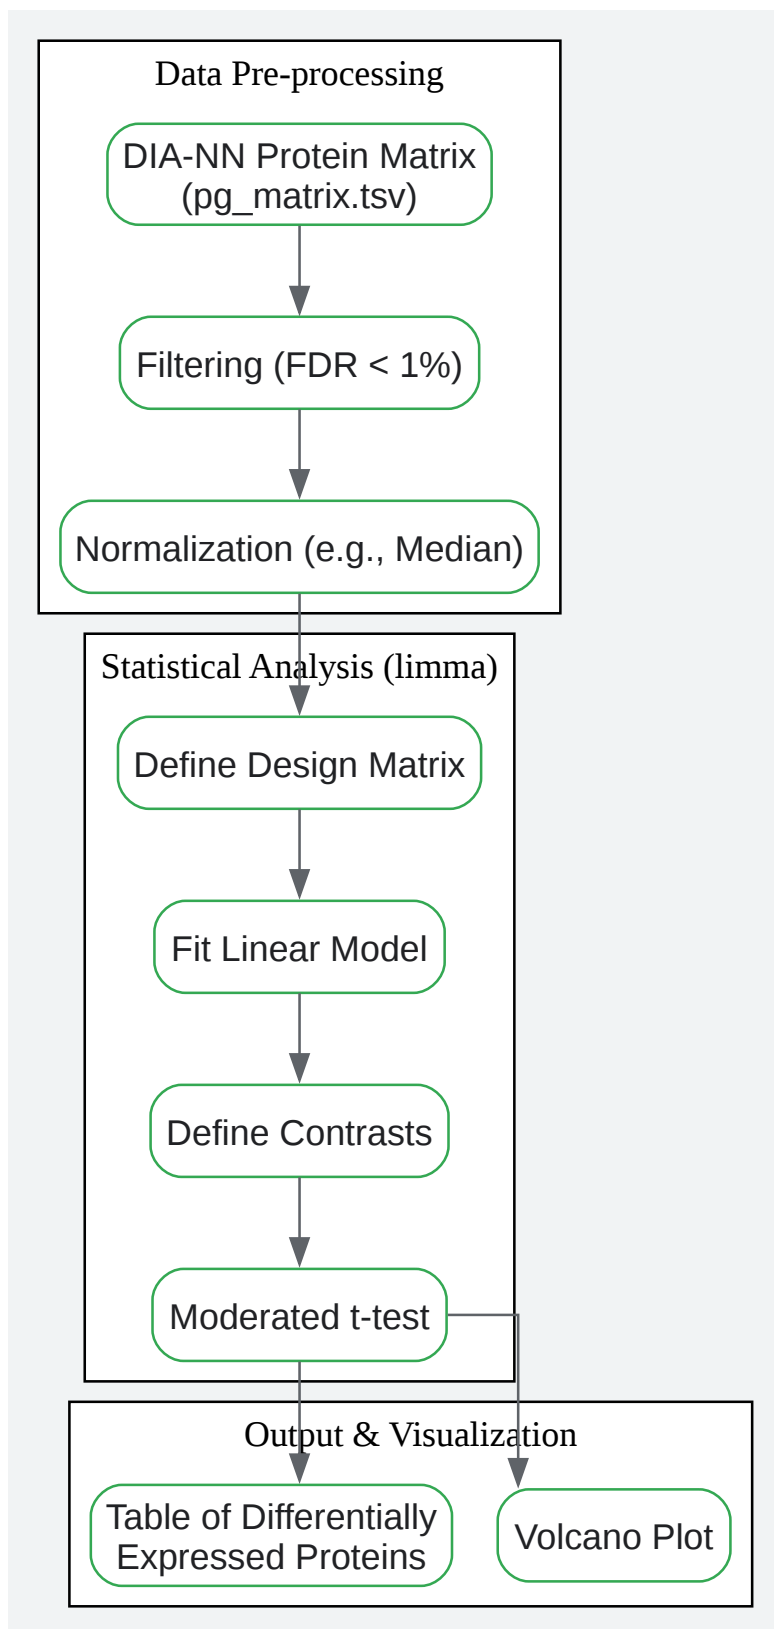 Data Pre-processing
DIA-NN Protein Matrix
(pg_matrix.tsv)
Filtering (FDR < 1%)
Normalization (e.g., Median)
Statistical Analysis (limma)
Define Design Matrix
Fit Linear Model
Define Contrasts
Moderated t-test
Output & Visualization
Table of Differentially
Expressed Proteins
Volcano Plot